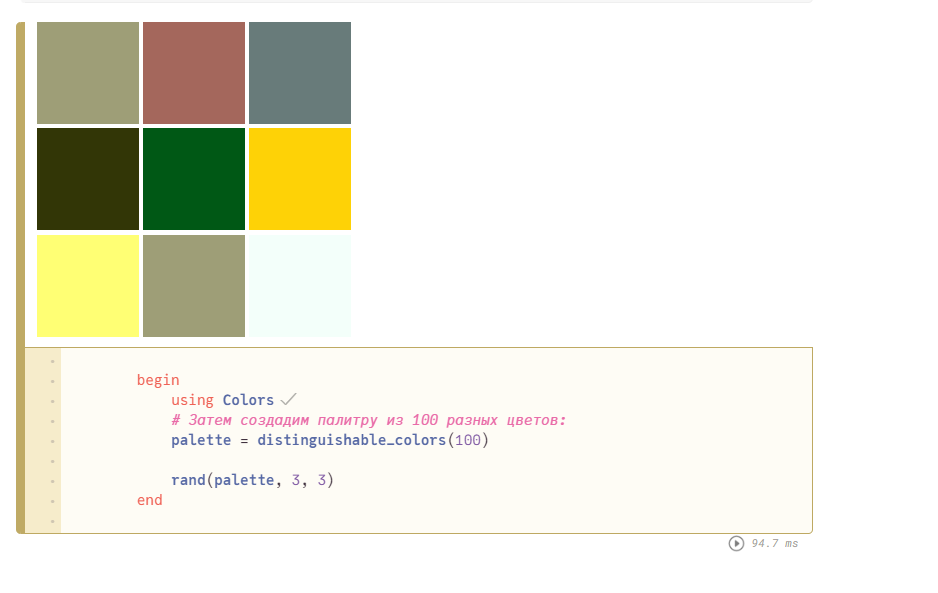 begin
using Colors
# Затем создадим палитру из 100 разных цветов:
palette = distinguishable_colors(100)
rand(palette, 3, 3)
end
94.7 ms